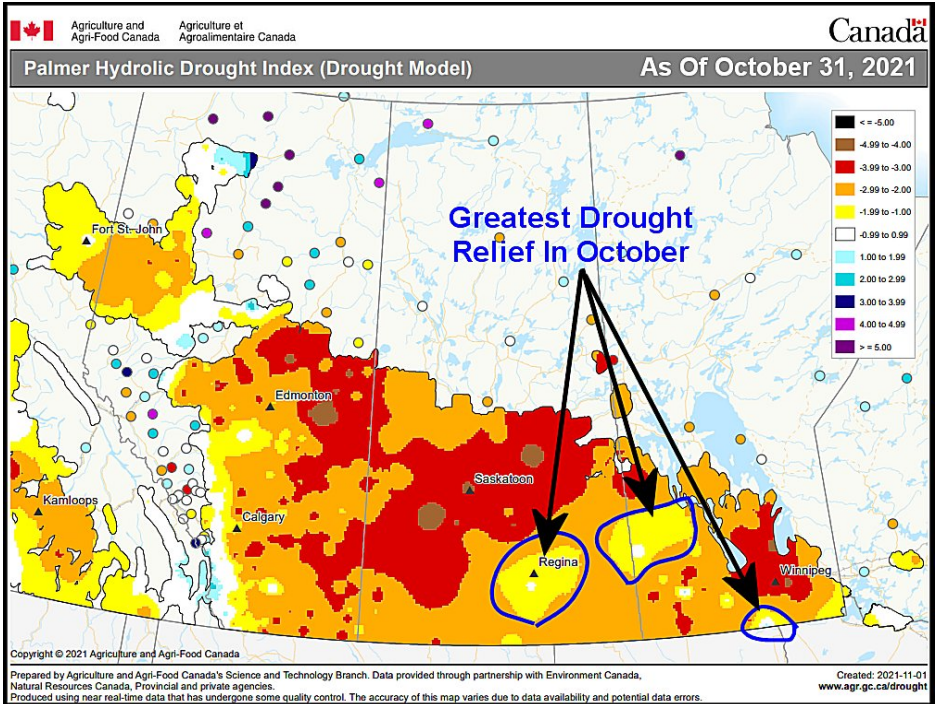 Agriculture and Agriculture et
Agri-Food Canada Agroalimentaire Canada
Canada
Palmer Hydrolic Drought Index (Drought Model) As Of October 31, 2021
< = -5.00
-4.99 to -4.00
-3.99 to -3.00
-2.99 to -2.00
-1.99 to -1.00
-0.99 to 0.99
1.00 to 1.99
2.00 to 2.99
3.00 to 3.99
4.00 to 4.99
> = 5.00
Greatest Drought
Relief In October
Fort St. John
Edmonton
Saskatoon
Kamloops
Calgary
Regina
Winnipeg
Copyright © 2021 Agriculture and Agri-Food Canada
Prepared by Agriculture and Agri-Food Canada's Science and Technology Branch. Data provided through partnership with Environment Canada, Created: 2021-11-01
Natural Resources Canada, Provincial and private agencies. www.agr.gc.ca/drought
Produced using near real-time data that has undergone some quality control. The accuracy of this map varies due to data availability and potential data errors.